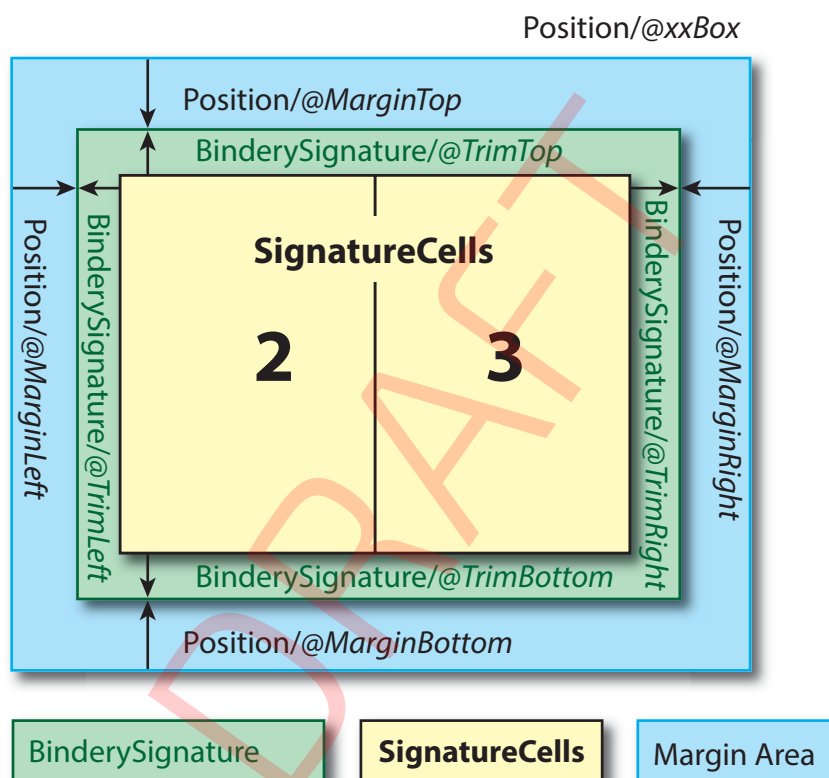 Position/@xxBox
Position/@MarginTop
BinderySignature/@TrimTop
Position/@MarginLeft
BinderySignature/@TrimLeft
SignatureCells
2
3
BinderySignature/@TrimRight
Position/@MarginRight
BinderySignature/@TrimBottom
Position/@MarginBottom
DRAFT
BinderySignature
SignatureCells
Margin Area